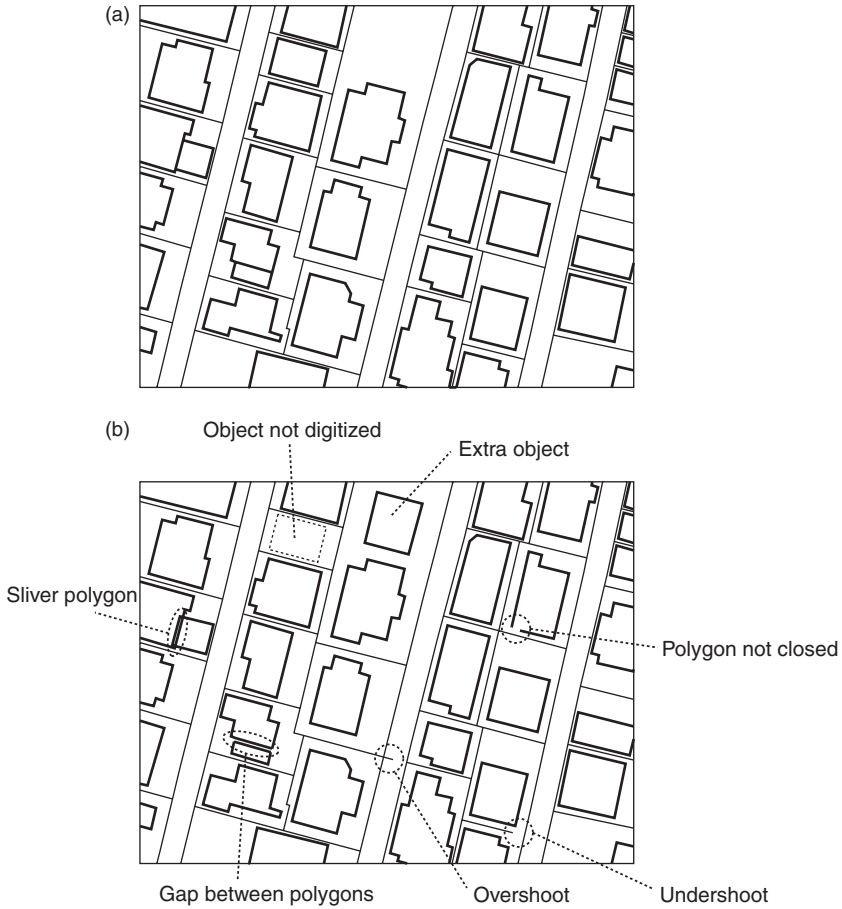 (a)
(b)
Object not digitized
Extra object
Sliver polygon
Polygon not closed
Gap between polygons
Overshoot
Undershoot